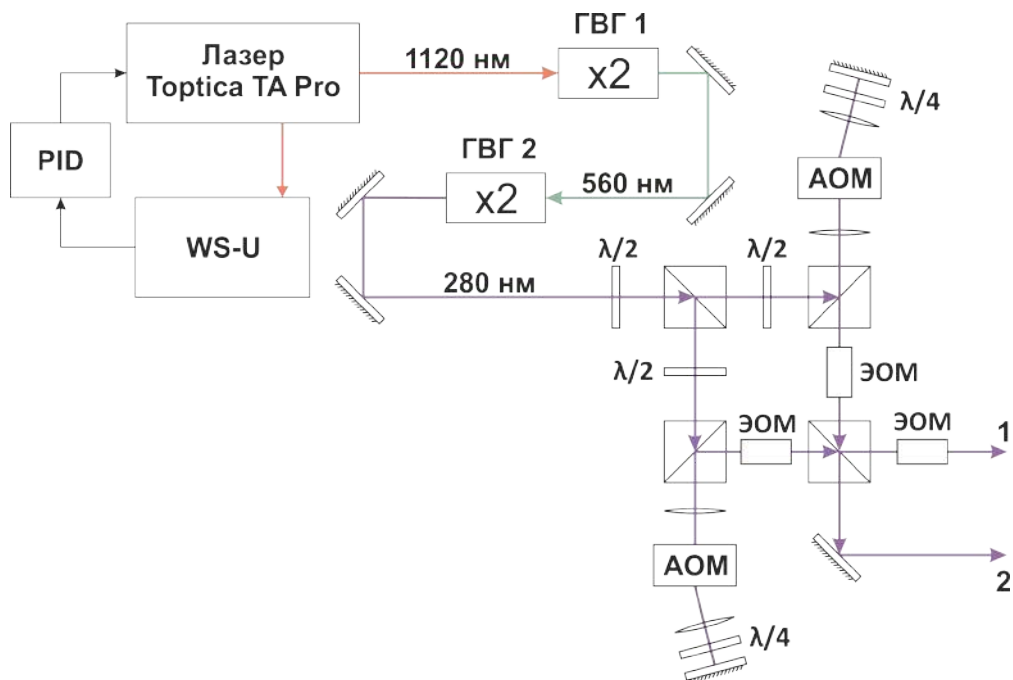 ГВГ 1
Лазер
Toptica TA Pro
1120 нм
x2
λ/4
PID
ГВГ 2
АОМ
560 нм
x2
WS-U
λ/2
λ/2
280 нм
λ/2
ЭОМ
ЭОМ
ЭОМ
1
АОМ
2
λ/4